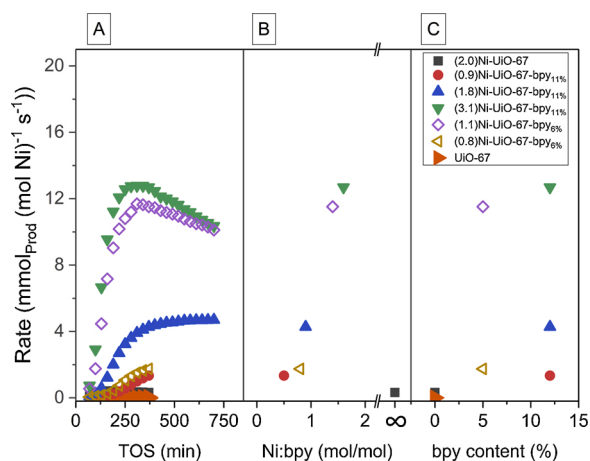 A
B
C
(2.0)Ni-UiO-67
(0.9)Ni-UiO-67-bpy11%
(1.8)Ni-UiO-67-bpy11%
(3.1)Ni-UiO-67-bpy11%
(1.1)Ni-UiO-67-bpy6%
(0.8)Ni-UiO-67-bpy6%
UiO-67
Rate (mmolProd (mol Ni)-1 s-1))
20
16
12
8
4
0
0 250 500 750
0 1 2 ∞
0 5 10
TOS (min)
Ni:bpy (mol/mol)
bpy content (%)